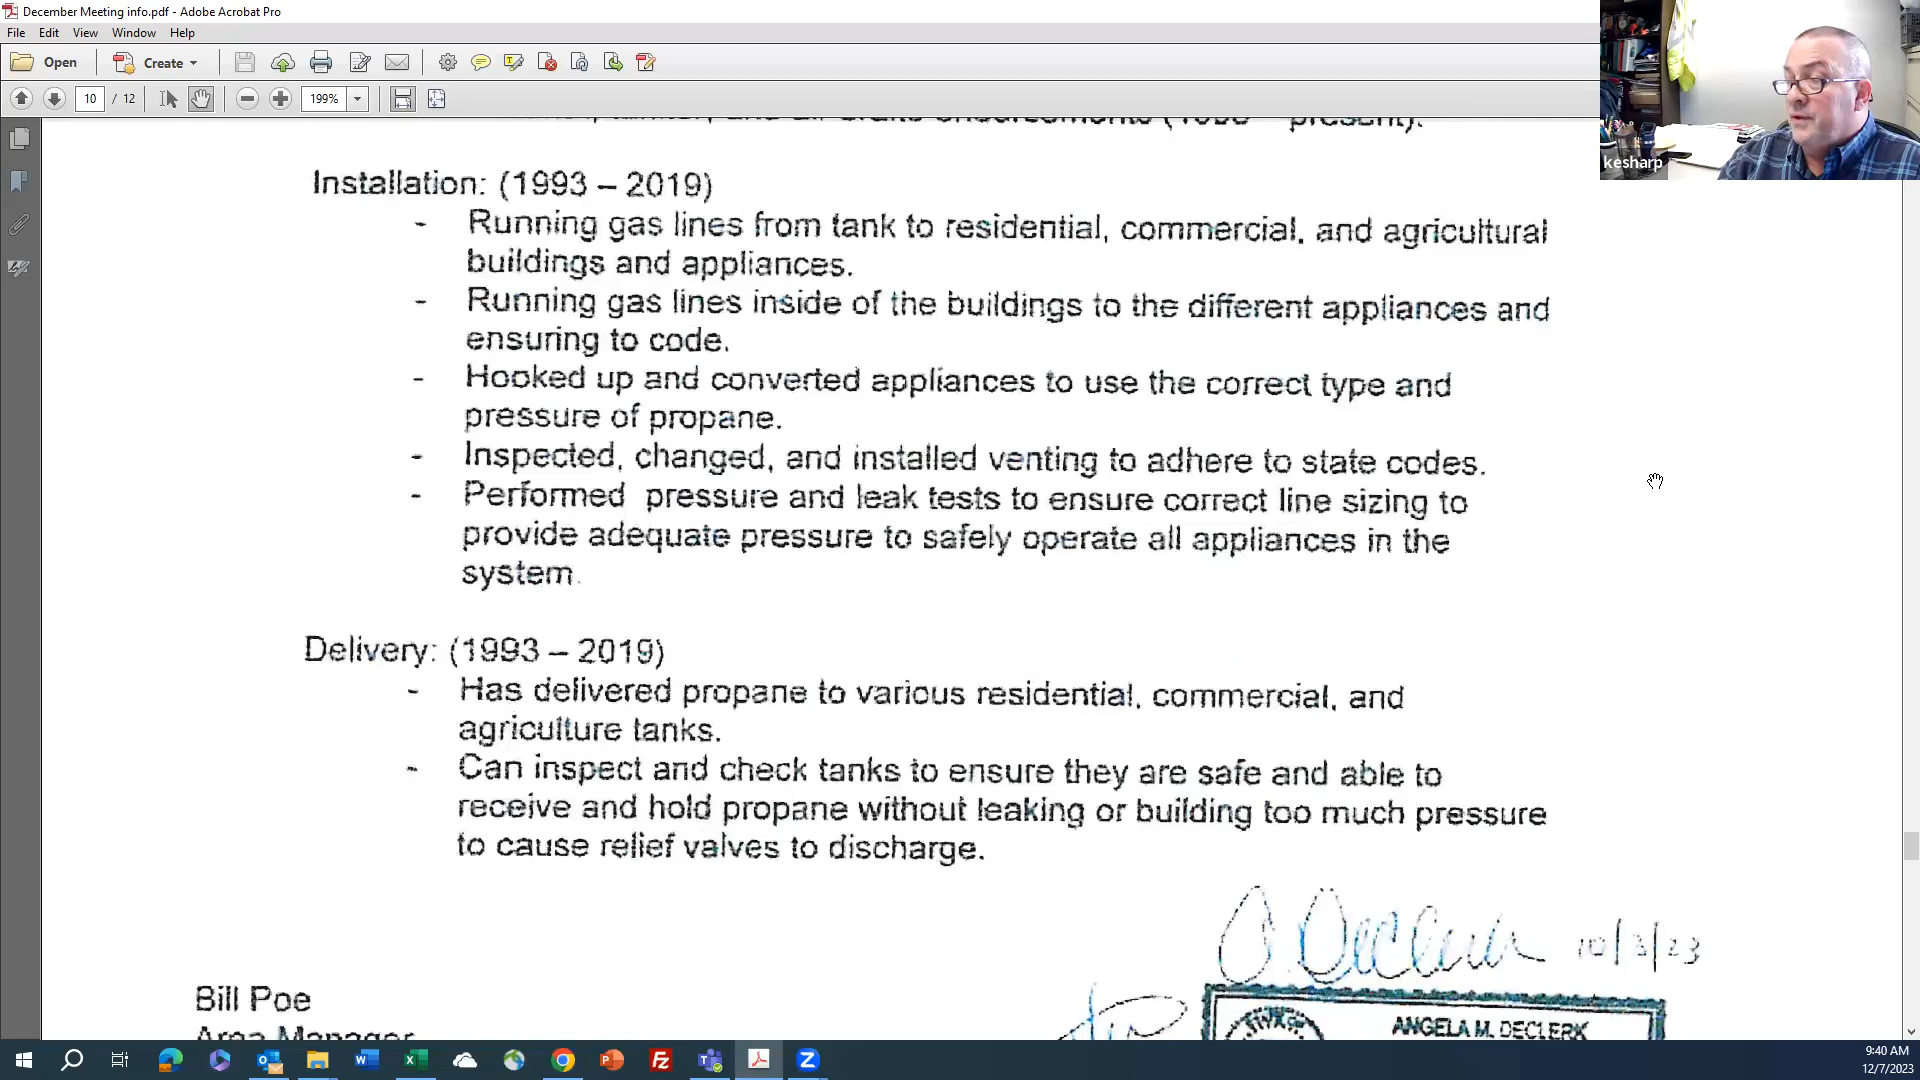 December Meeting info.pdf - Adobe Acrobat Pro
File Edit View Window Help
Open Create
10 / 12 199%
present).
Installation: (1993 – 2019)
- Running gas lines from tank to residential, commercial, and agricultural
buildings and appliances.
- Running gas lines inside of the buildings to the different appliances and
ensuring to code.
- Hooked up and converted appliances to use the correct type and
pressure of propane.
- Inspected, changed, and installed venting to adhere to state codes.
- Performed pressure and leak tests to ensure correct line sizing to
provide adequate pressure to safely operate all appliances in the
system.
Delivery: (1993 – 2019)
- Has delivered propane to various residential, commercial, and
agriculture tanks.
- Can inspect and check tanks to ensure they are safe and able to
receive and hold propane without leaking or building too much pressure
to cause relief valves to discharge.
10/3/23
Bill Poe
Area Manager
ANGELA M. DECLERK
kesharp
9:40 AM
12/7/2023